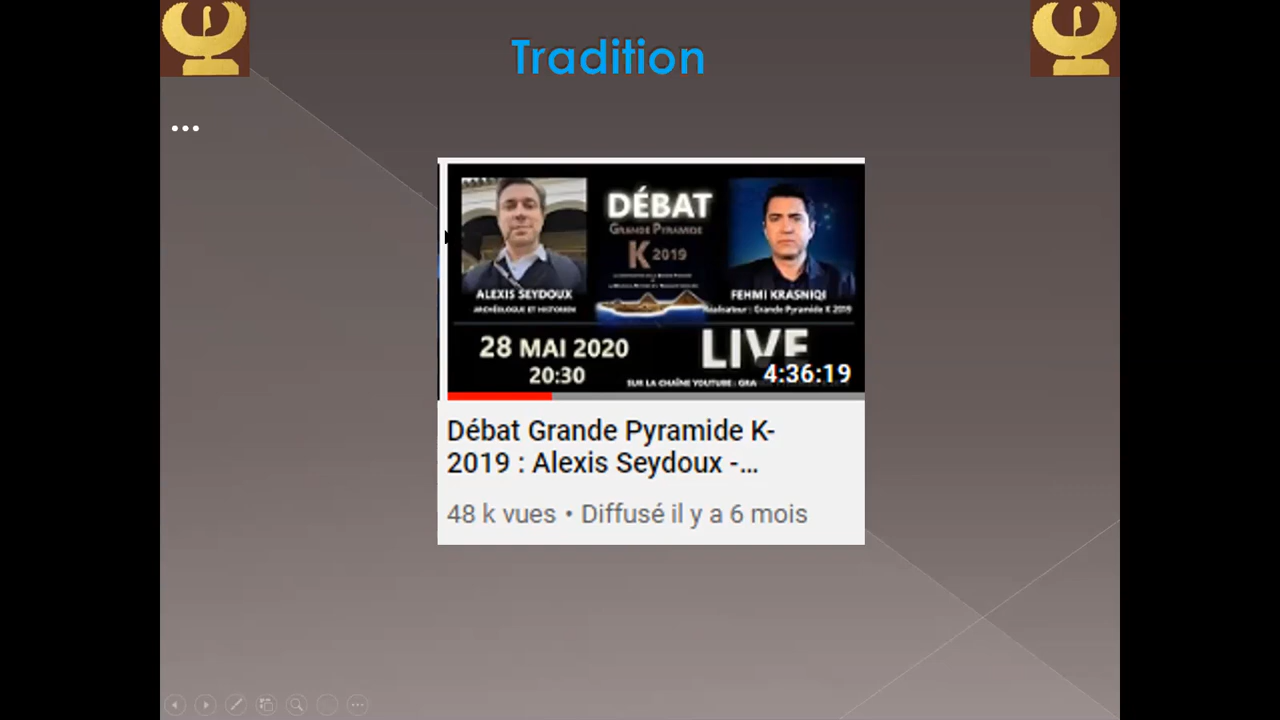 Tradition
...
DÉBAT
GRANDE PYRAMIDE
K 2019
ALEXIS SEYDOUX
ARCHÉOLOGUE ET HISTORIEN
FEHMI KRASNIQI
Réalisateur : Grande Pyramide K 2019
28 MAI 2020
20:30
LIVE
4:36:19
SUR LA CHAÎNE YOUTUBE : GRA
Débat Grande Pyramide K-
2019 : Alexis Seydoux -...
48 k vues • Diffusé il y a 6 mois